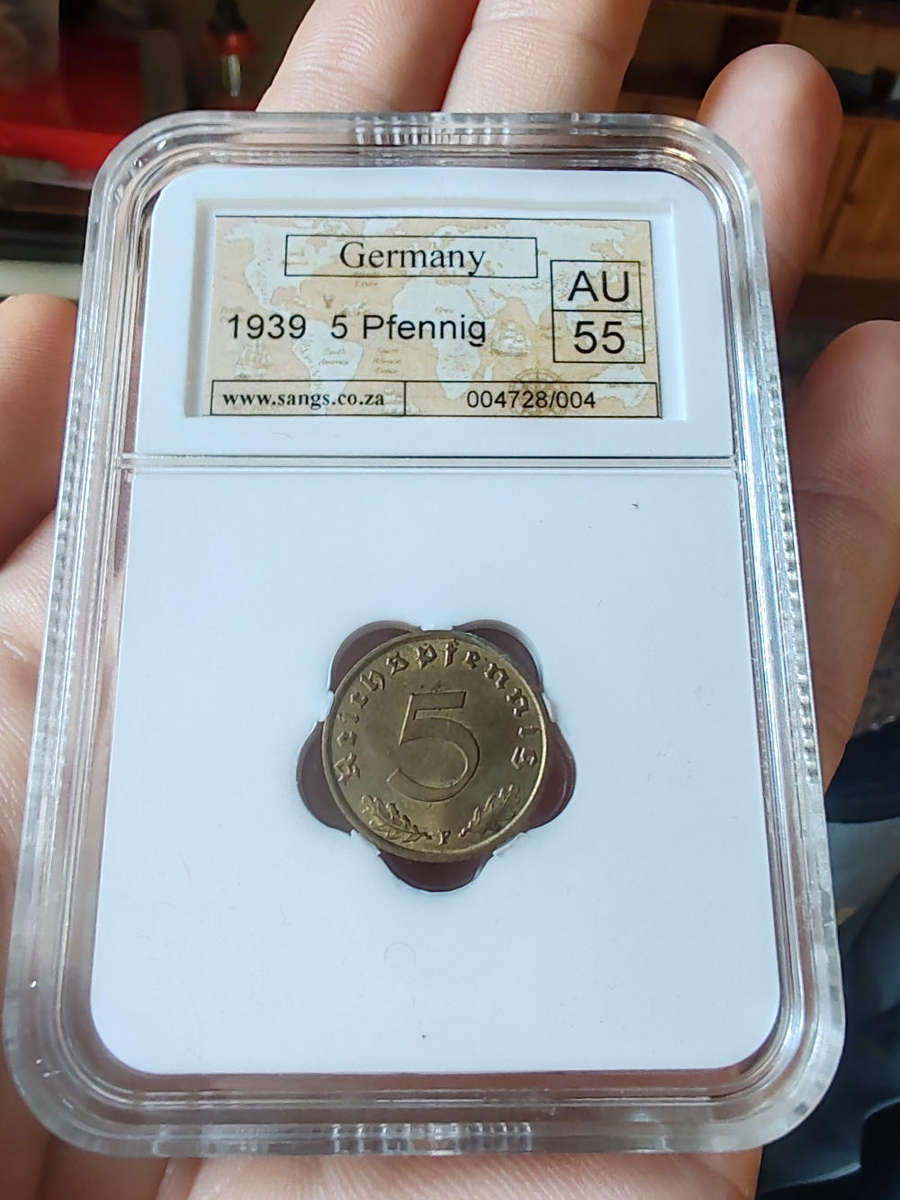 Germany
1939 5 Pfennig
AU
55
www.sangs.co.za
004728/004
Reichspfennig
5
F